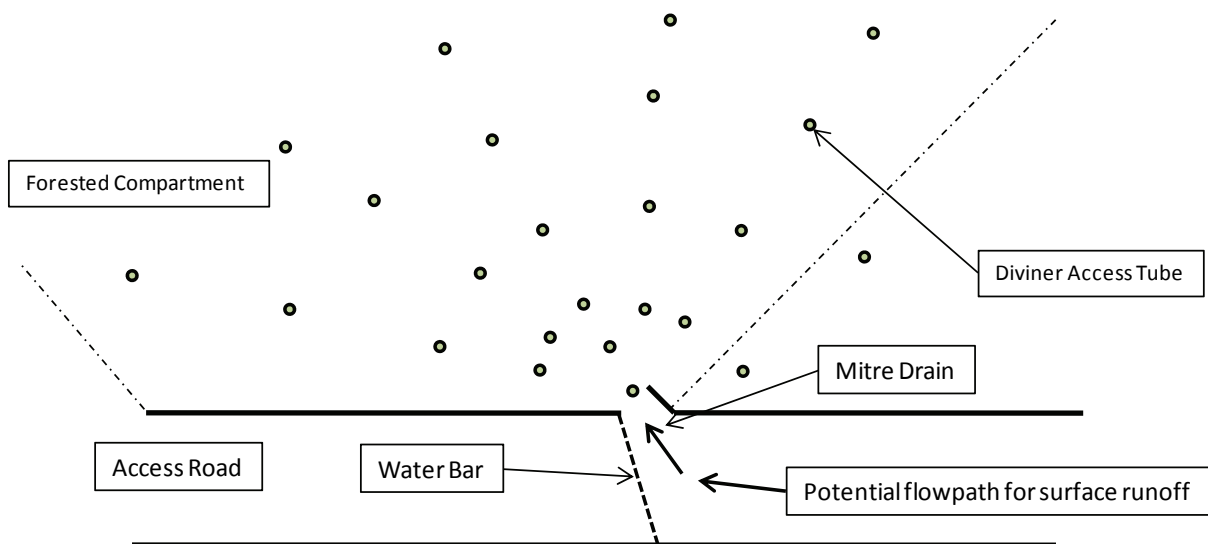 Forested Compartment
Diviner Access Tube
Mitre Drain
Access Road
Water Bar
Potential flowpath for surface runoff